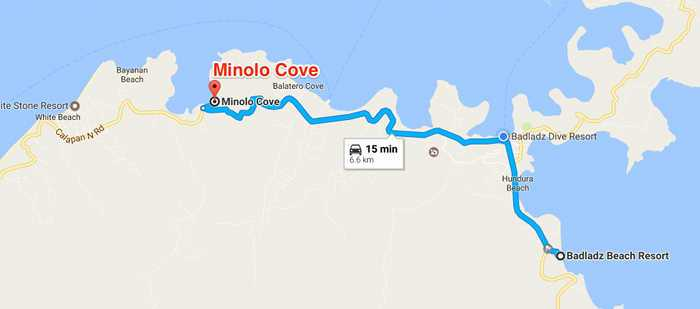 Minolo Cove
Bayanan
Beach
Balatero Cove
Minolo Cove
ite Stone Resort
White Beach
Calapan N Rd
15 min
6.6 km
Badladz Dive Resort
Hundura
Beach
Badladz Beach Resort